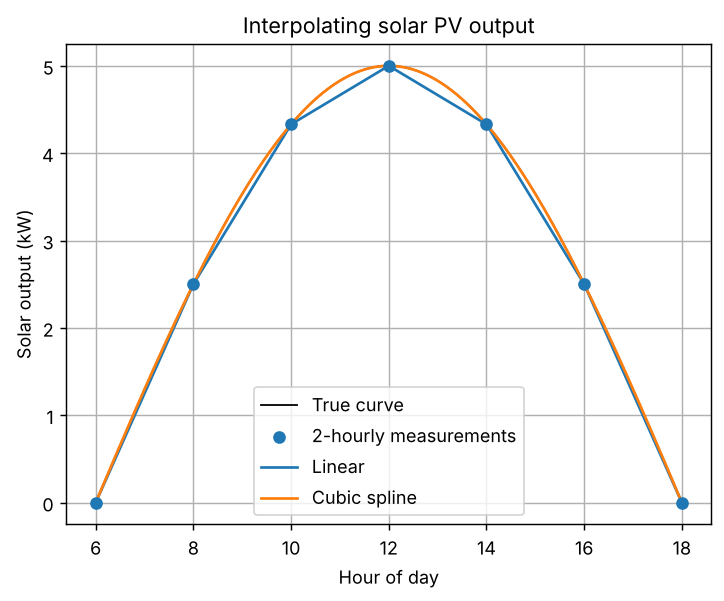 Interpolating solar PV output
Solar output (kW)
5
4
3
2
1
0
True curve
2-hourly measurements
Linear
Cubic spline
6 8 10 12 14 16 18
Hour of day